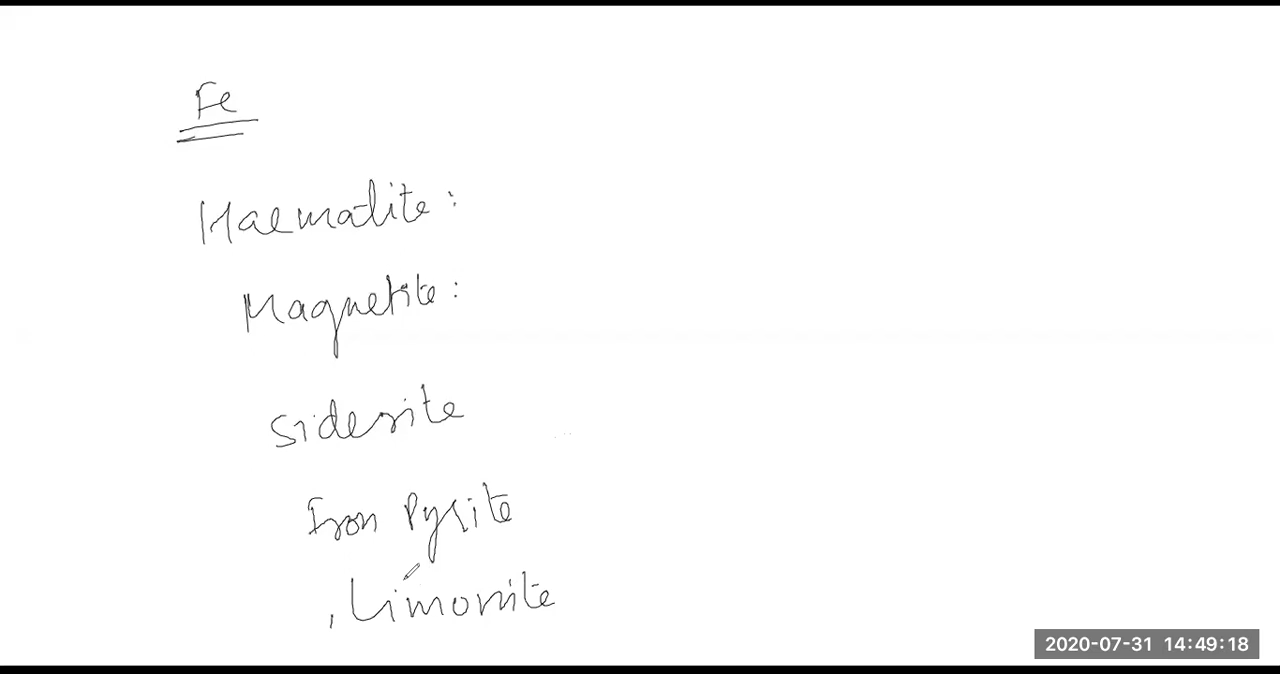 Fe
Haematite :
Magnetite :
Siderite
Iron Pyrite
, Limonite
2020-07-31 14:49:18